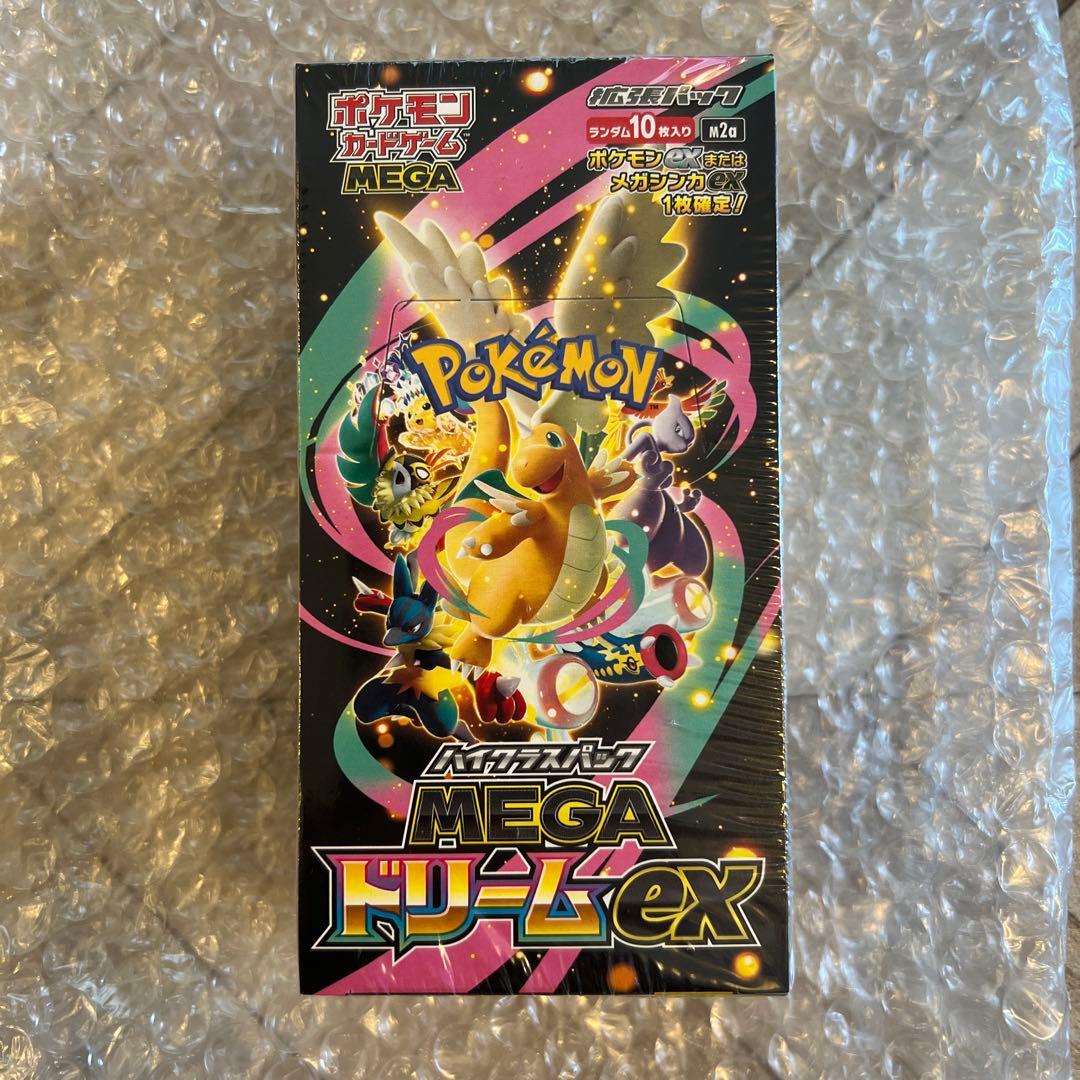 ポケモン
カードゲーム™
MEGA
拡張パック
ランダム10枚入り M2a
ポケモンexまたは
メガシンカex
1枚確定!
POKÉMON™
ハイクラスパック
MEGA
ドリームex